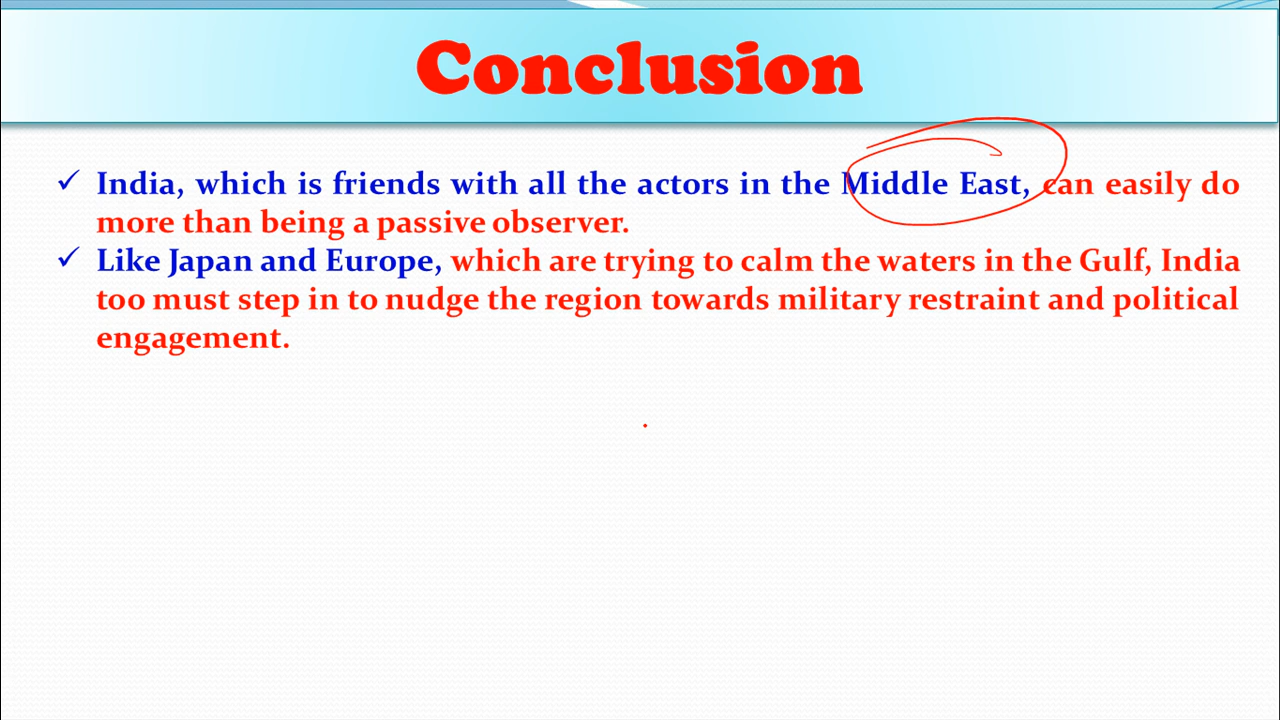 Conclusion
✓ India, which is friends with all the actors in the Middle East, can easily do
more than being a passive observer.
✓ Like Japan and Europe, which are trying to calm the waters in the Gulf, India
too must step in to nudge the region towards military restraint and political
engagement.